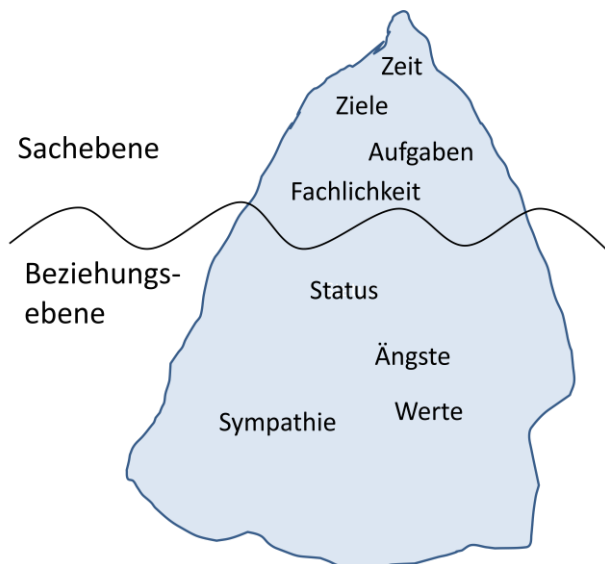 Zeit
Ziele
Sachebene
Aufgaben
Fachlichkeit
Beziehungs-
ebene
Status
Ängste
Werte
Sympathie